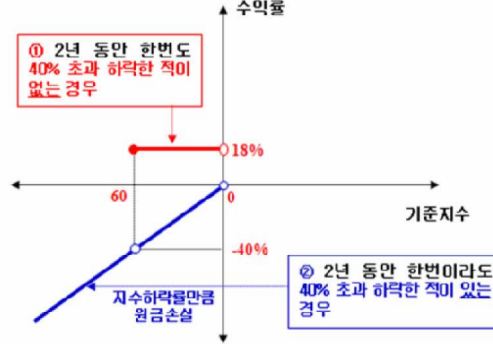 수익률
① 2년 동안 한번도
40% 초과 하락한 적이
없는 경우
18%
60
0
기준지수
-40%
② 2년 동안 한번이라도
40% 초과 하락한 적이 있는
경우
지수하락률만큼
원금손실